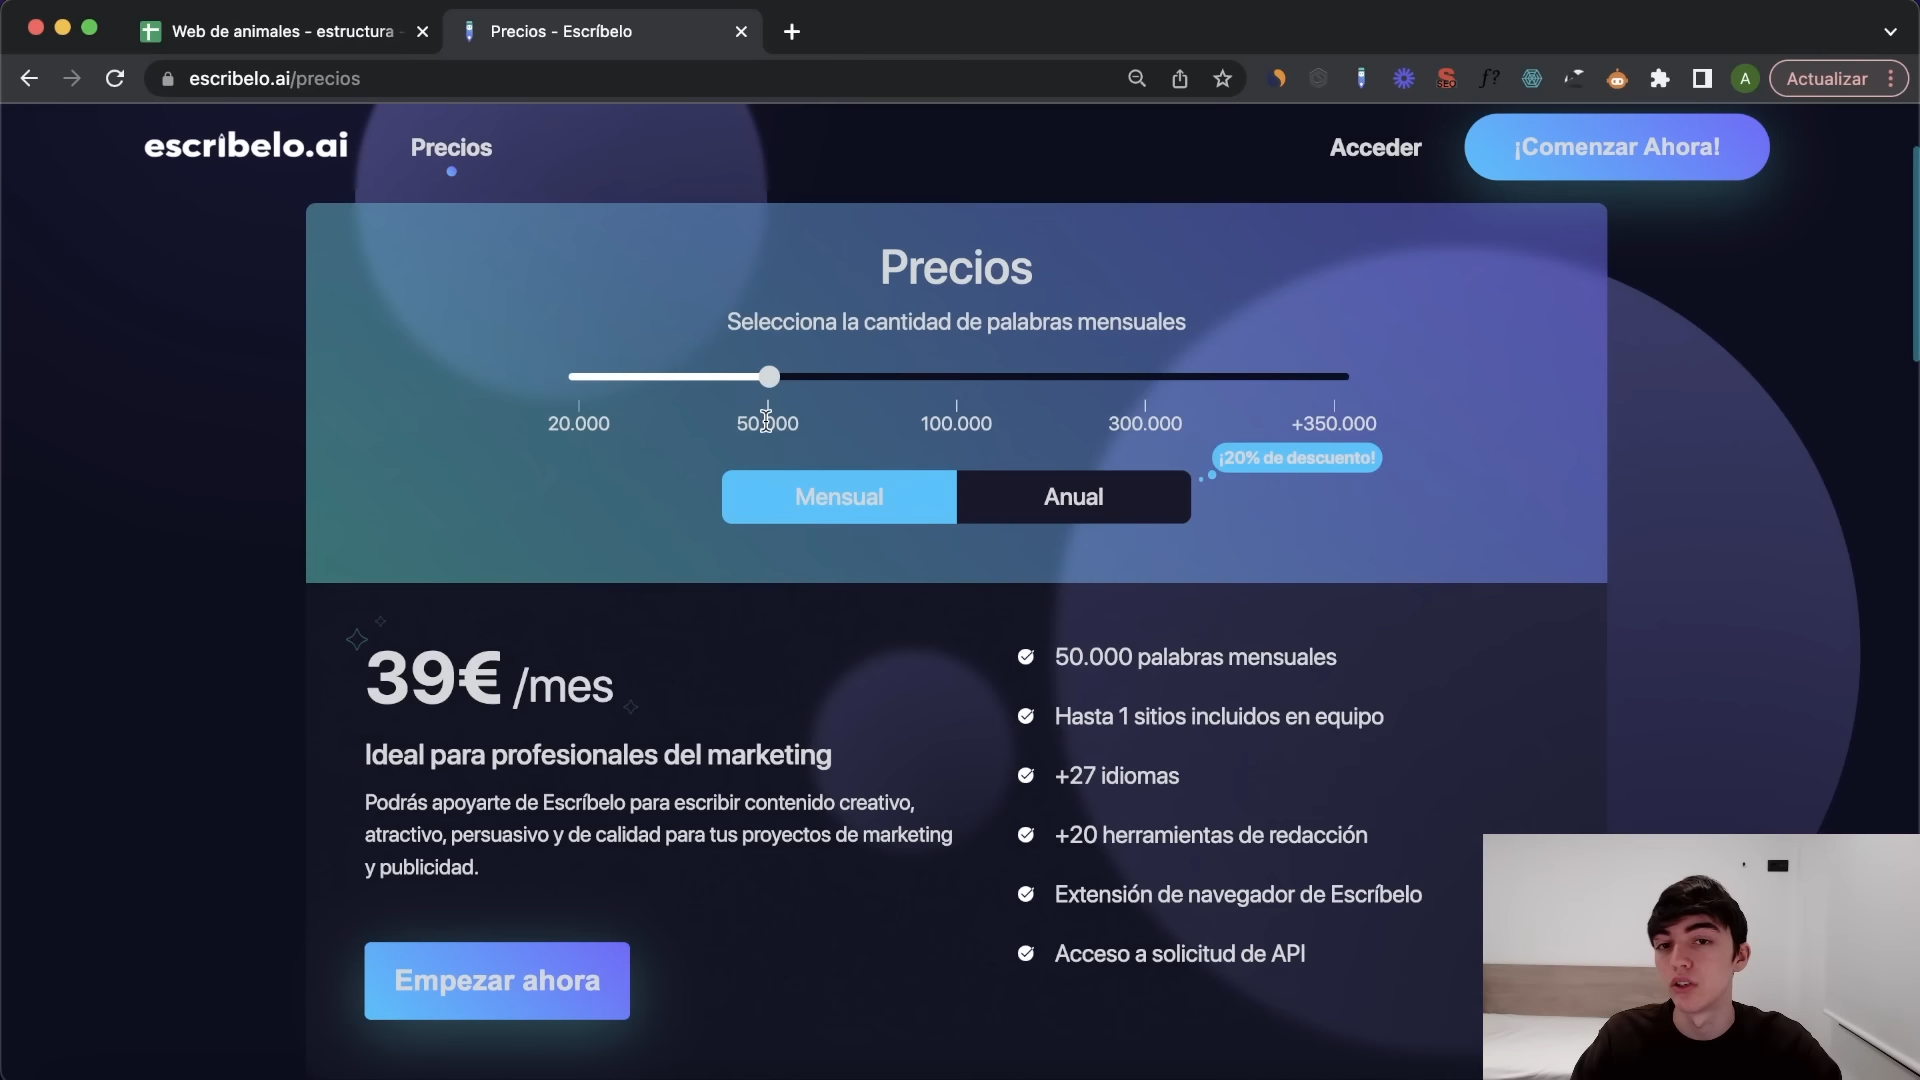 Web de animales - estructura -
Precios - Escríbelo
escribelo.ai/precios
SEO
f?
A
Actualizar
escríbelo.ai
Precios
Acceder
¡Comenzar Ahora!
Precios
Selecciona la cantidad de palabras mensuales
20.000
50.000
100.000
300.000
+350.000
¡20% de descuento!
Mensual
Anual
39€ /mes
Ideal para profesionales del marketing
Podrás apoyarte de Escríbelo para escribir contenido creativo,
atractivo, persuasivo y de calidad para tus proyectos de marketing
y publicidad.
Empezar ahora
50.000 palabras mensuales
Hasta 1 sitios incluidos en equipo
+27 idiomas
+20 herramientas de redacción
Extensión de navegador de Escríbelo
Acceso a solicitud de API